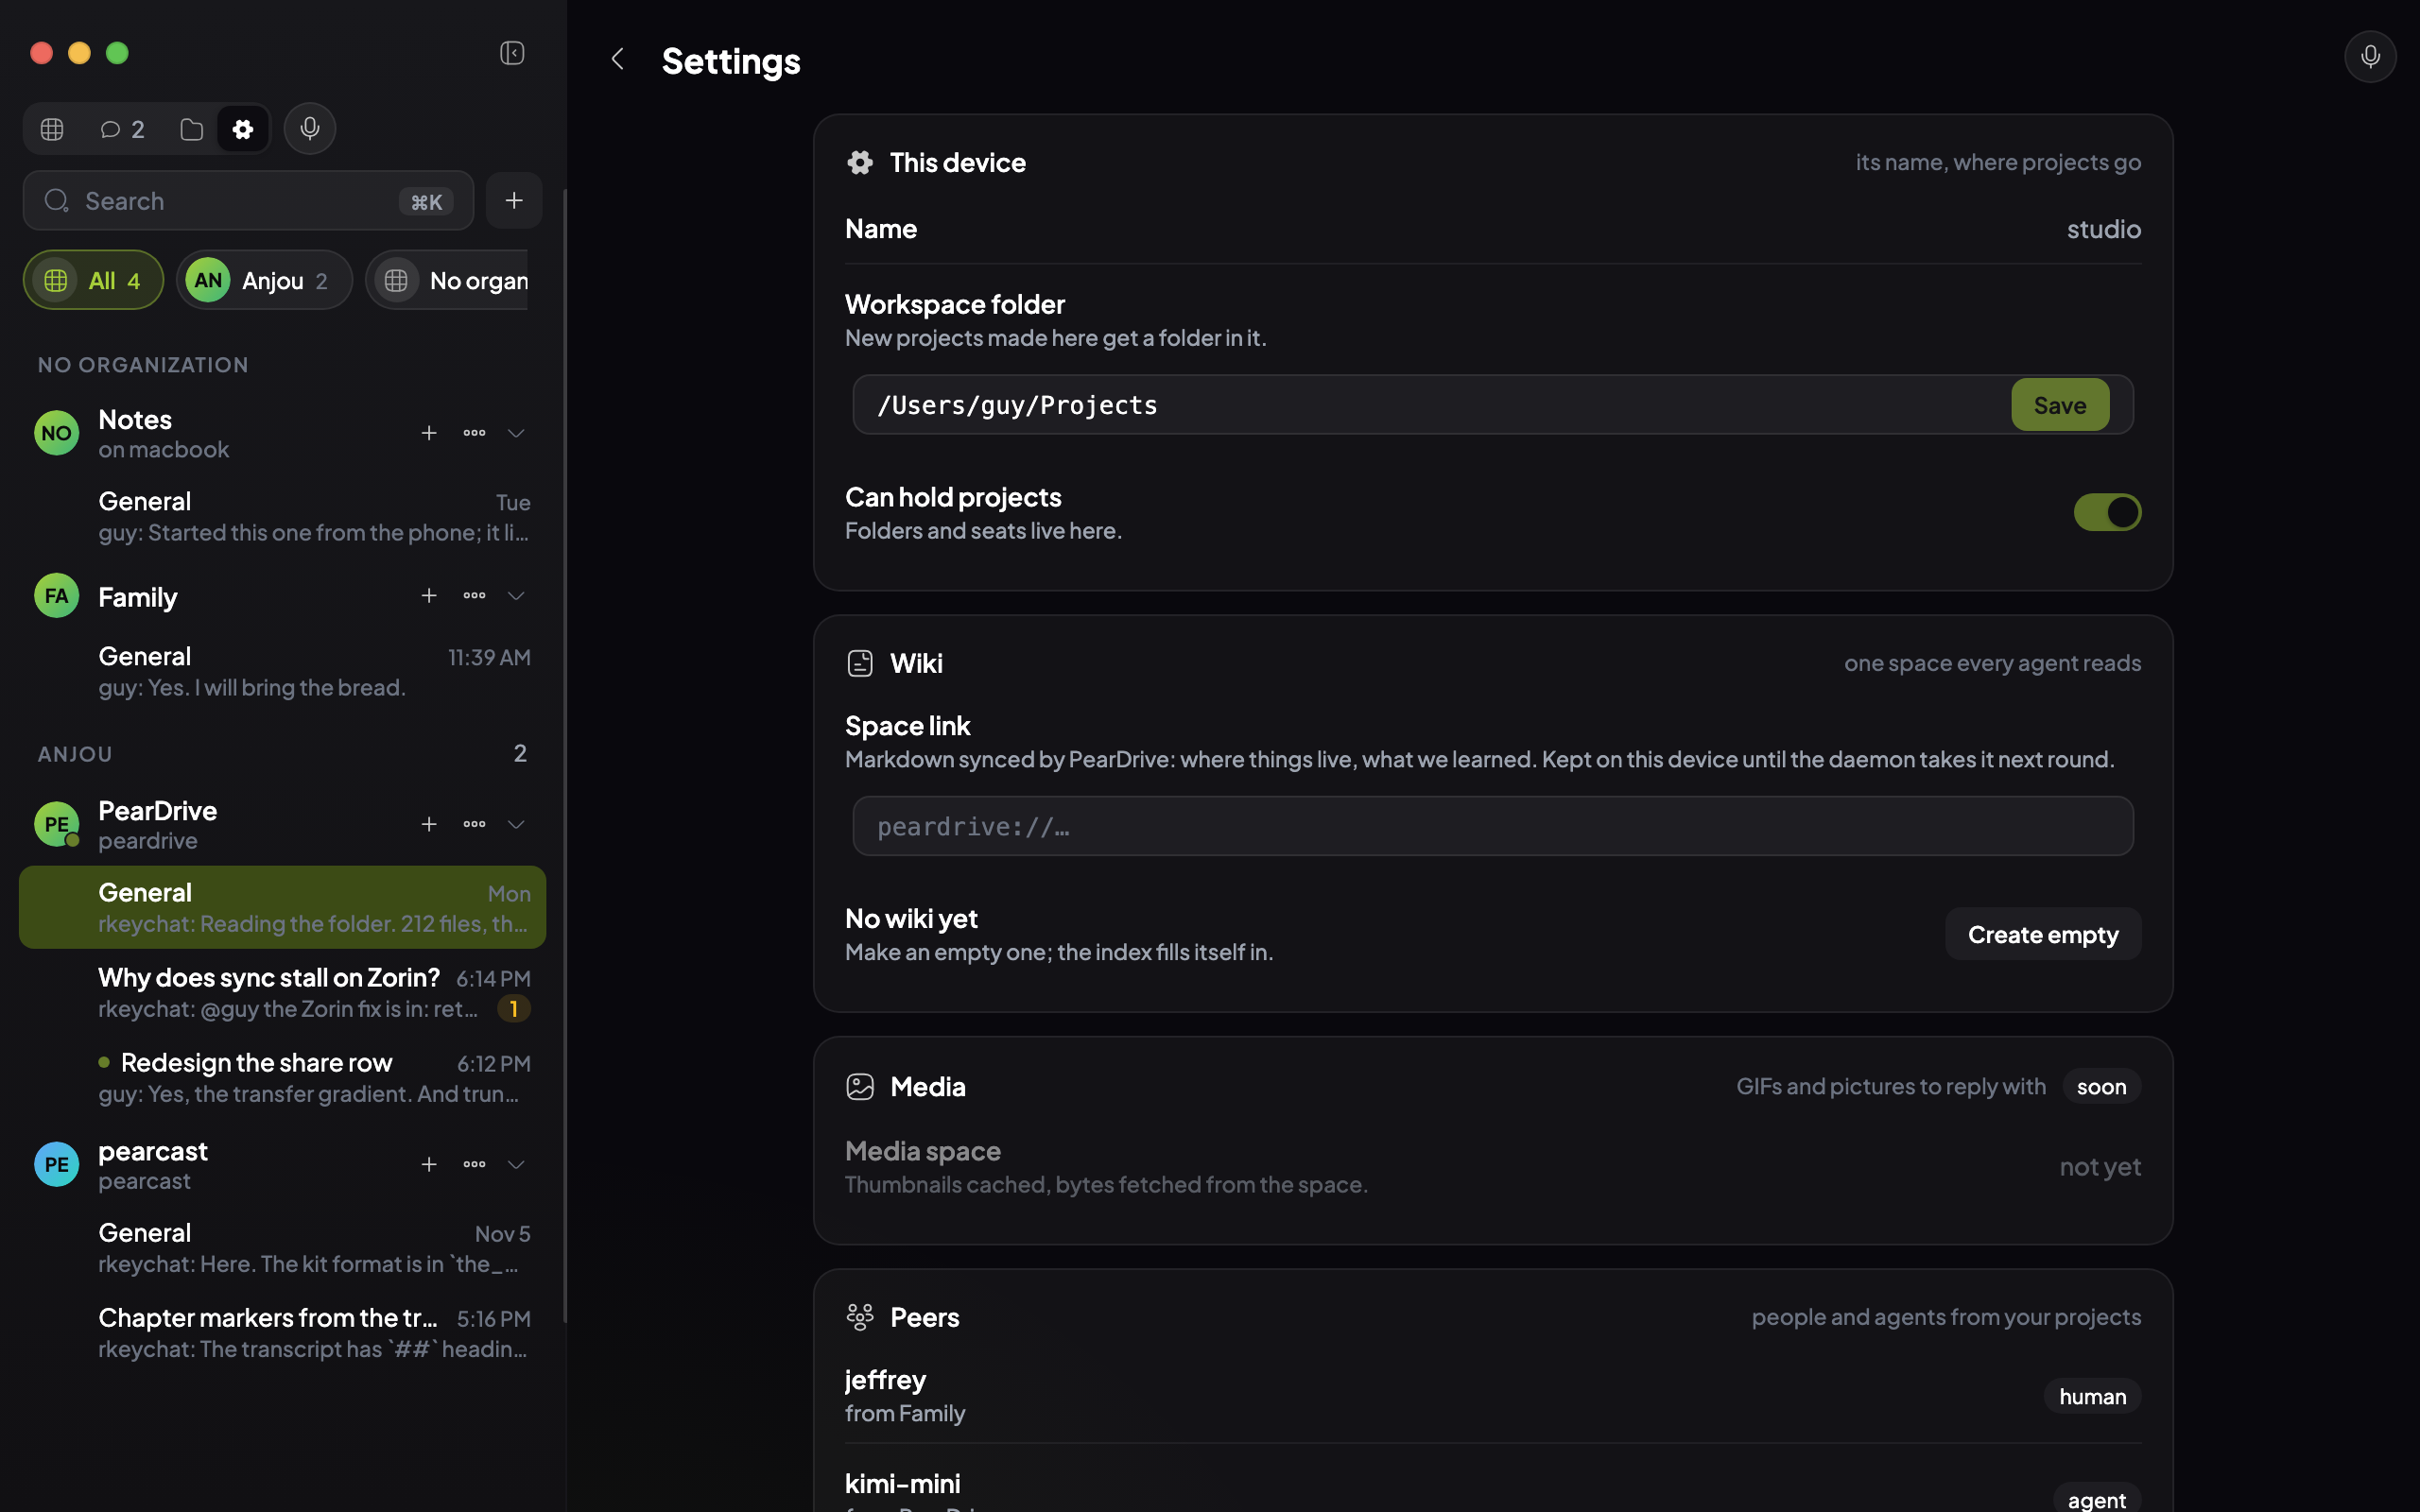 2
Search
⌘K
All 4
AN Anjou 2
No organ
NO ORGANIZATION
NO
Notes
on macbook
General Tue
guy: Started this one from the phone; it li…
FA
Family
General 11:39 AM
guy: Yes. I will bring the bread.
ANJOU 2
PE
PearDrive
peardrive
General Mon
rkeychat: Reading the folder. 212 files, th…
Why does sync stall on Zorin? 6:14 PM
rkeychat: @guy the Zorin fix is in: ret… 1
Redesign the share row 6:12 PM
guy: Yes, the transfer gradient. And trun…
PE
pearcast
pearcast
General Nov 5
rkeychat: Here. The kit format is in `the_…
Chapter markers from the tr… 5:16 PM
rkeychat: The transcript has `##` headin…
Settings
This device its name, where projects go
Name studio
Workspace folder
New projects made here get a folder in it.
/Users/guy/Projects Save
Can hold projects
Folders and seats live here.
Wiki one space every agent reads
Space link
Markdown synced by PearDrive: where things live, what we learned. Kept on this device until the daemon takes it next round.
peardrive://…
No wiki yet
Make an empty one; the index fills itself in.
Create empty
Media GIFs and pictures to reply with soon
Media space
Thumbnails cached, bytes fetched from the space.
not yet
Peers people and agents from your projects
jeffrey
from Family
human
kimi-mini
agent